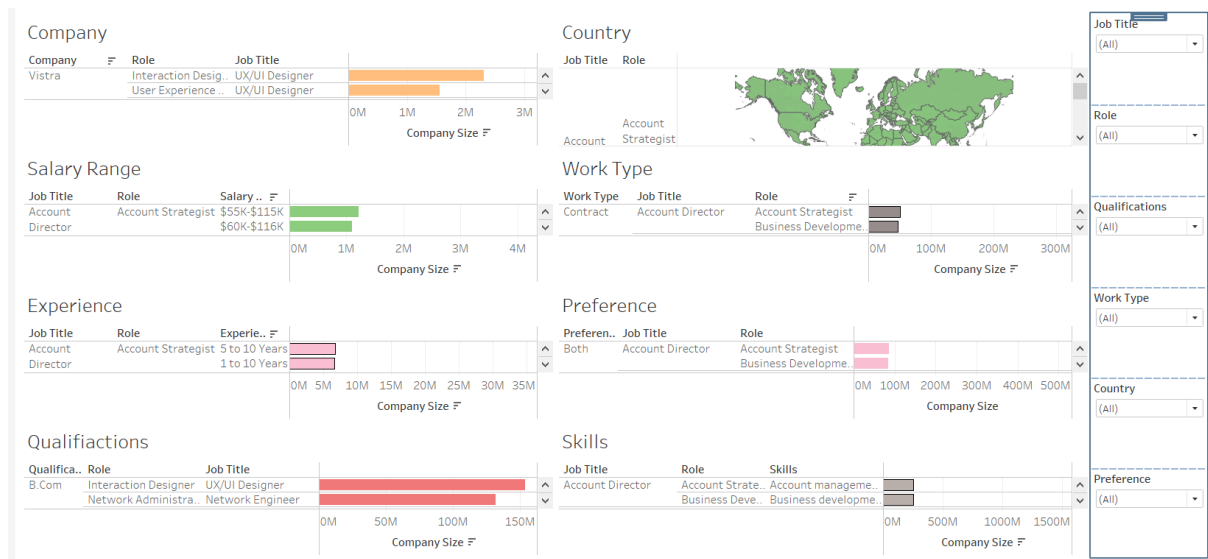 Company
Company Role Job Title
Vistra Interaction Desig.. UX/UI Designer
User Experience .. UX/UI Designer
0M 1M 2M 3M
Company Size
Country
Job Title Role
Account
Strategist
Account
Salary Range
Job Title Role Salary ..
Account Account Strategist $55K-$115K
Director $60K-$116K
0M 1M 2M 3M 4M
Company Size
Work Type
Work Type Job Title Role
Contract Account Director Account Strategist
Business Developme..
0M 100M 200M 300M
Company Size
Experience
Job Title Role Experie..
Account Account Strategist 5 to 10 Years
Director 1 to 10 Years
0M 5M 10M 15M 20M 25M 30M 35M
Company Size
Preference
Preferen.. Job Title Role
Both Account Director Account Strategist
Business Developme..
0M 100M 200M 300M 400M 500M
Company Size
Qualifiactions
Qualifica.. Role Job Title
B.Com Interaction Designer UX/UI Designer
Network Administra.. Network Engineer
0M 50M 100M 150M
Company Size
Skills
Job Title Role Skills
Account Director Account Strate.. Account manageme..
Business Deve.. Business developme..
0M 500M 1000M 1500M
Company Size
Job Title
(All)
Role
(All)
Qualifications
(All)
Work Type
(All)
Country
(All)
Preference
(All)